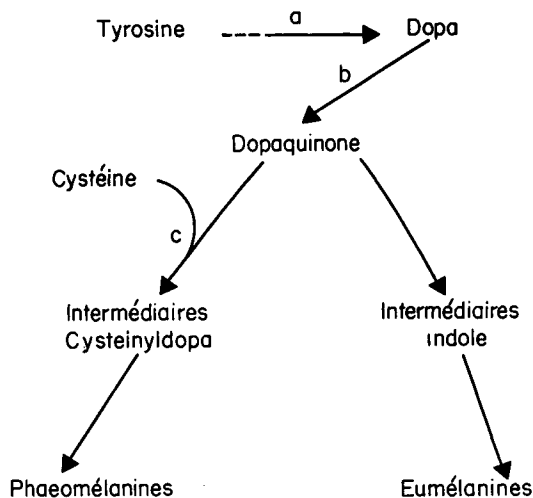 a
Tyrosine Dopa
b
Dopaquinone
Cystéine
c
Intermédiaires Intermédiaires
Cysteinyldopa indole
Phaeomélanines Eumélanines